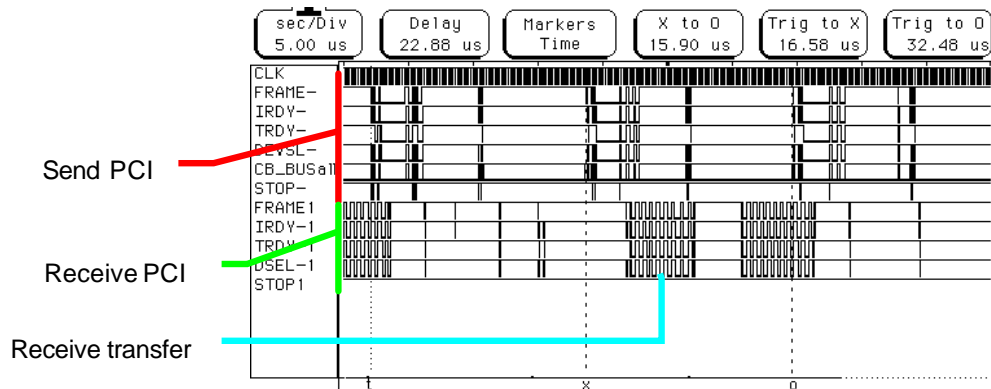 sec/Div
5.00 us
Delay
22.88 us
Markers
Time
X to O
15.90 us
Trig to X
16.58 us
Trig to O
32.48 us
CLK
FRAME-
IRDY-
TRDY-
DEVSL-
CB_BUSall
STOP-
FRAME1
IRDY-1
TRDY-1
DSEL-1
STOP1
Send PCI
Receive PCI
Receive transfer
t
x
o